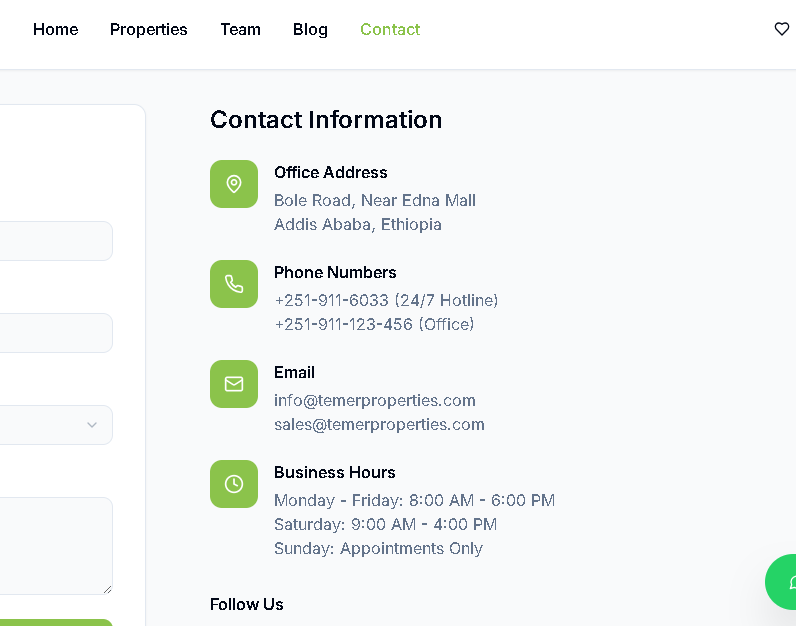 Home Properties Team Blog Contact
Contact Information
Office Address
Bole Road, Near Edna Mall
Addis Ababa, Ethiopia
Phone Numbers
+251-911-6033 (24/7 Hotline)
+251-911-123-456 (Office)
Email
info@temerproperties.com
sales@temerproperties.com
Business Hours
Monday - Friday: 8:00 AM - 6:00 PM
Saturday: 9:00 AM - 4:00 PM
Sunday: Appointments Only
Follow Us